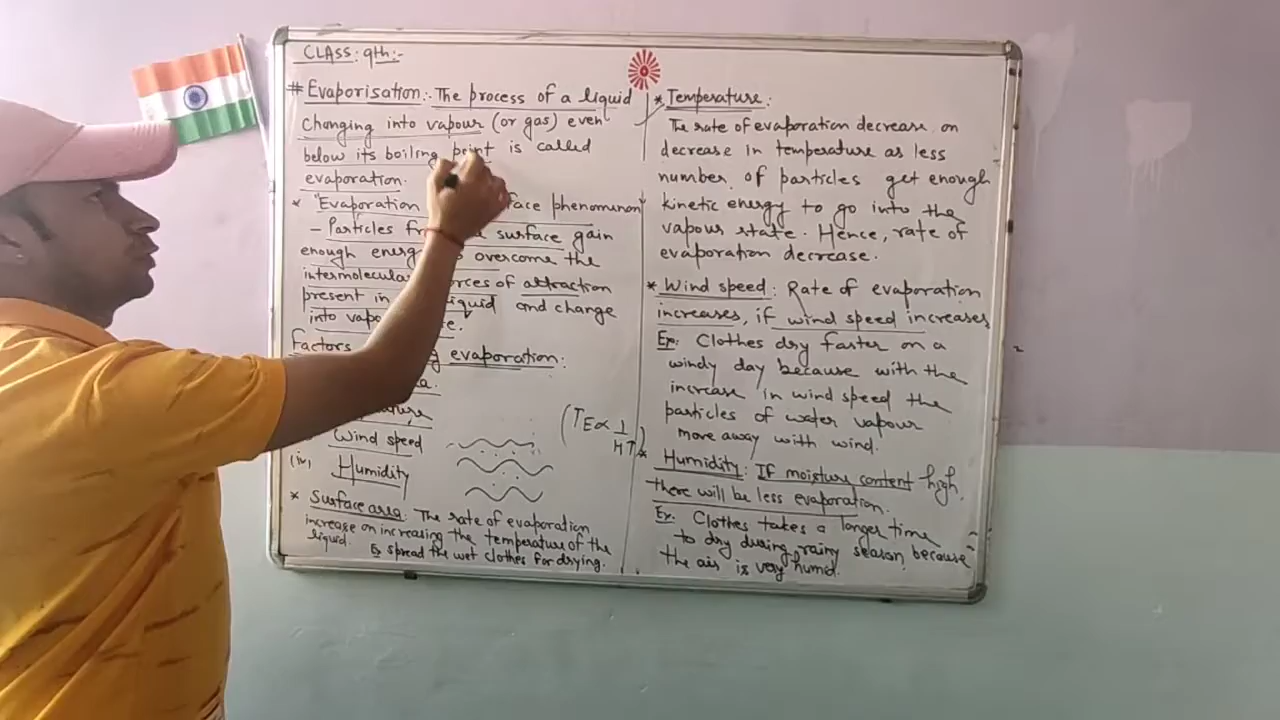 CLASS: 9th:-
# Evaporisation:- The process of a liquid
Changing into vapour (or gas) even
below its boiling point is called
evaporation.
* "Evaporation face phenominon
- Particles surface gain
enough energ overcome the
intermolecular orces of attraction
present in liquid and change
into vapo
Factors evaporation:
Wind speed
(iv) Humidity
(TE∝ 1/HT)
* Surface area: The rate of evaporation
increase on increasing the temperature of the
liquid. Ex spread the wet clothes for drying.
* Temperature:
The rate of evaporation decrease on
decrease in temperature as less
number of particles get enough
kinetic energy to go into the
vapour state. Hence, rate of
evaporation decrease.
* Wind speed: Rate of evaporation
increases, if wind speed increases
Ex: Clothes dry faster on a
windy day because with the
increase in wind speed the
particles of water vapour
move away with wind.
* Humidity: If moisture content high,
there will be less evaporation.
Ex. Clothes takes a longer time
to dry during rainy season, because
the air is very humid.